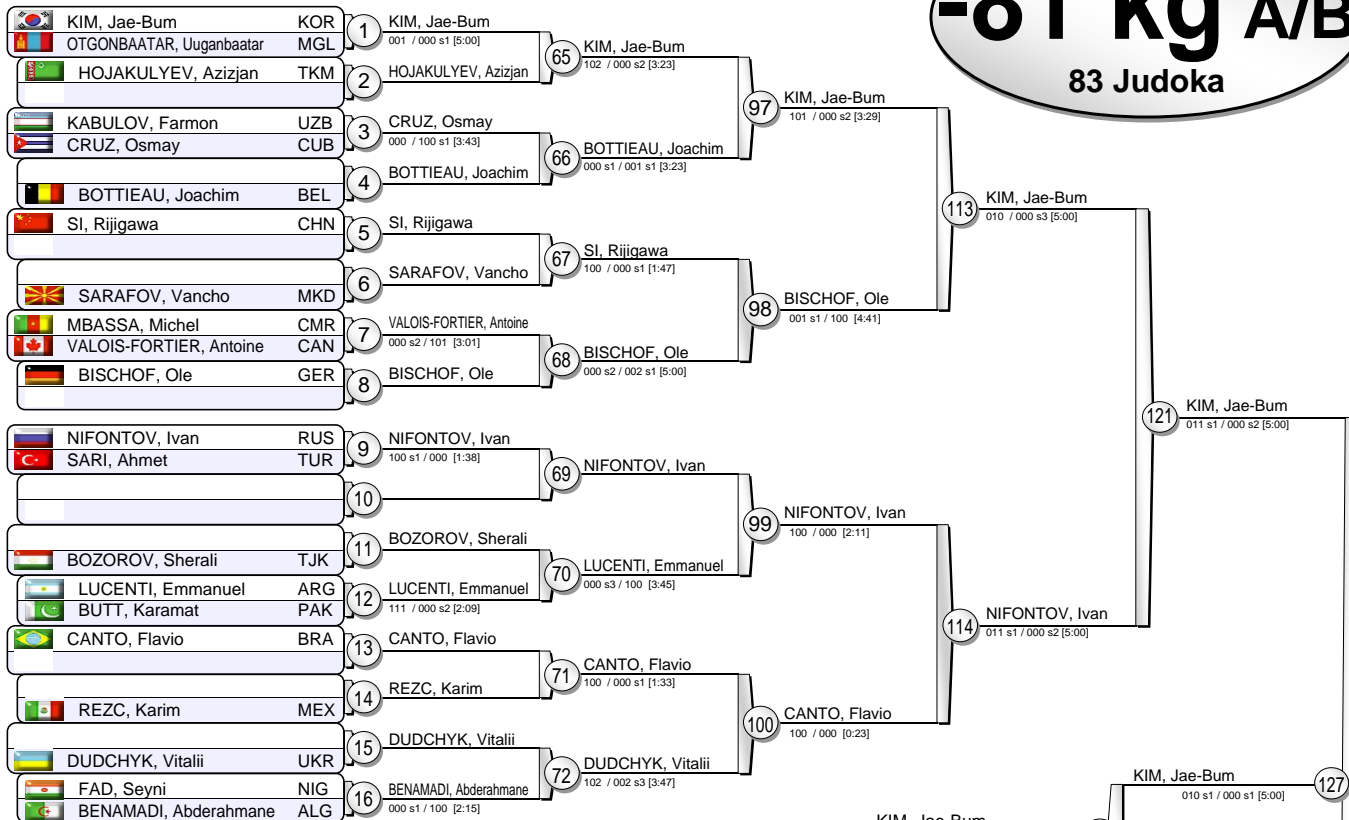 -81 kg A/B
83 Judoka
KIM, Jae-Bum KOR
OTGONBAATAR, Uuganbaatar MGL
1
HOJAKULYEV, Azizjan TKM
2
KABULOV, Farmon UZB
CRUZ, Osmay CUB
3
BOTTIEAU, Joachim BEL
4
SI, Rijigawa CHN
5
SARAFOV, Vancho MKD
6
MBASSA, Michel CMR
VALOIS-FORTIER, Antoine CAN
7
BISCHOF, Ole GER
8
NIFONTOV, Ivan RUS
SARI, Ahmet TUR
9
10
BOZOROV, Sherali TJK
11
LUCENTI, Emmanuel ARG
BUTT, Karamat PAK
12
CANTO, Flavio BRA
13
REZC, Karim MEX
14
DUDCHYK, Vitalii UKR
15
FAD, Seyni NIG
BENAMADI, Abderahmane ALG
16
KIM, Jae-Bum
001 / 000 s1 [5:00]
HOJAKULYEV, Azizjan
65
CRUZ, Osmay
000 / 100 s1 [3:43]
BOTTIEAU, Joachim
66
SI, Rijigawa
SARAFOV, Vancho
67
VALOIS-FORTIER, Antoine
000 s2 / 101 [3:01]
BISCHOF, Ole
68
NIFONTOV, Ivan
100 s1 / 000 [1:38]
69
BOZOROV, Sherali
LUCENTI, Emmanuel
111 / 000 s2 [2:09]
70
CANTO, Flavio
REZC, Karim
71
DUDCHYK, Vitalii
BENAMADI, Abderahmane
000 s1 / 100 [2:15]
72
KIM, Jae-Bum
102 / 000 s2 [3:23]
BOTTIEAU, Joachim
000 s1 / 001 s1 [3:23]
97
SI, Rijigawa
100 / 000 s1 [1:47]
BISCHOF, Ole
000 s2 / 002 s1 [5:00]
98
NIFONTOV, Ivan
LUCENTI, Emmanuel
000 s3 / 100 [3:45]
99
CANTO, Flavio
100 / 000 s1 [1:33]
DUDCHYK, Vitalii
102 / 002 s3 [3:47]
100
KIM, Jae-Bum
101 / 000 s2 [3:29]
BISCHOF, Ole
001 s1 / 100 [4:41]
113
NIFONTOV, Ivan
100 / 000 [2:11]
CANTO, Flavio
100 / 000 [0:23]
114
KIM, Jae-Bum
010 / 000 s3 [5:00]
NIFONTOV, Ivan
011 s1 / 000 s2 [5:00]
121
KIM, Jae-Bum
011 s1 / 000 s2 [5:00]
KIM, Jae-Bum
010 s1 / 000 s1 [5:00]
127
KIM, Jae-Bum